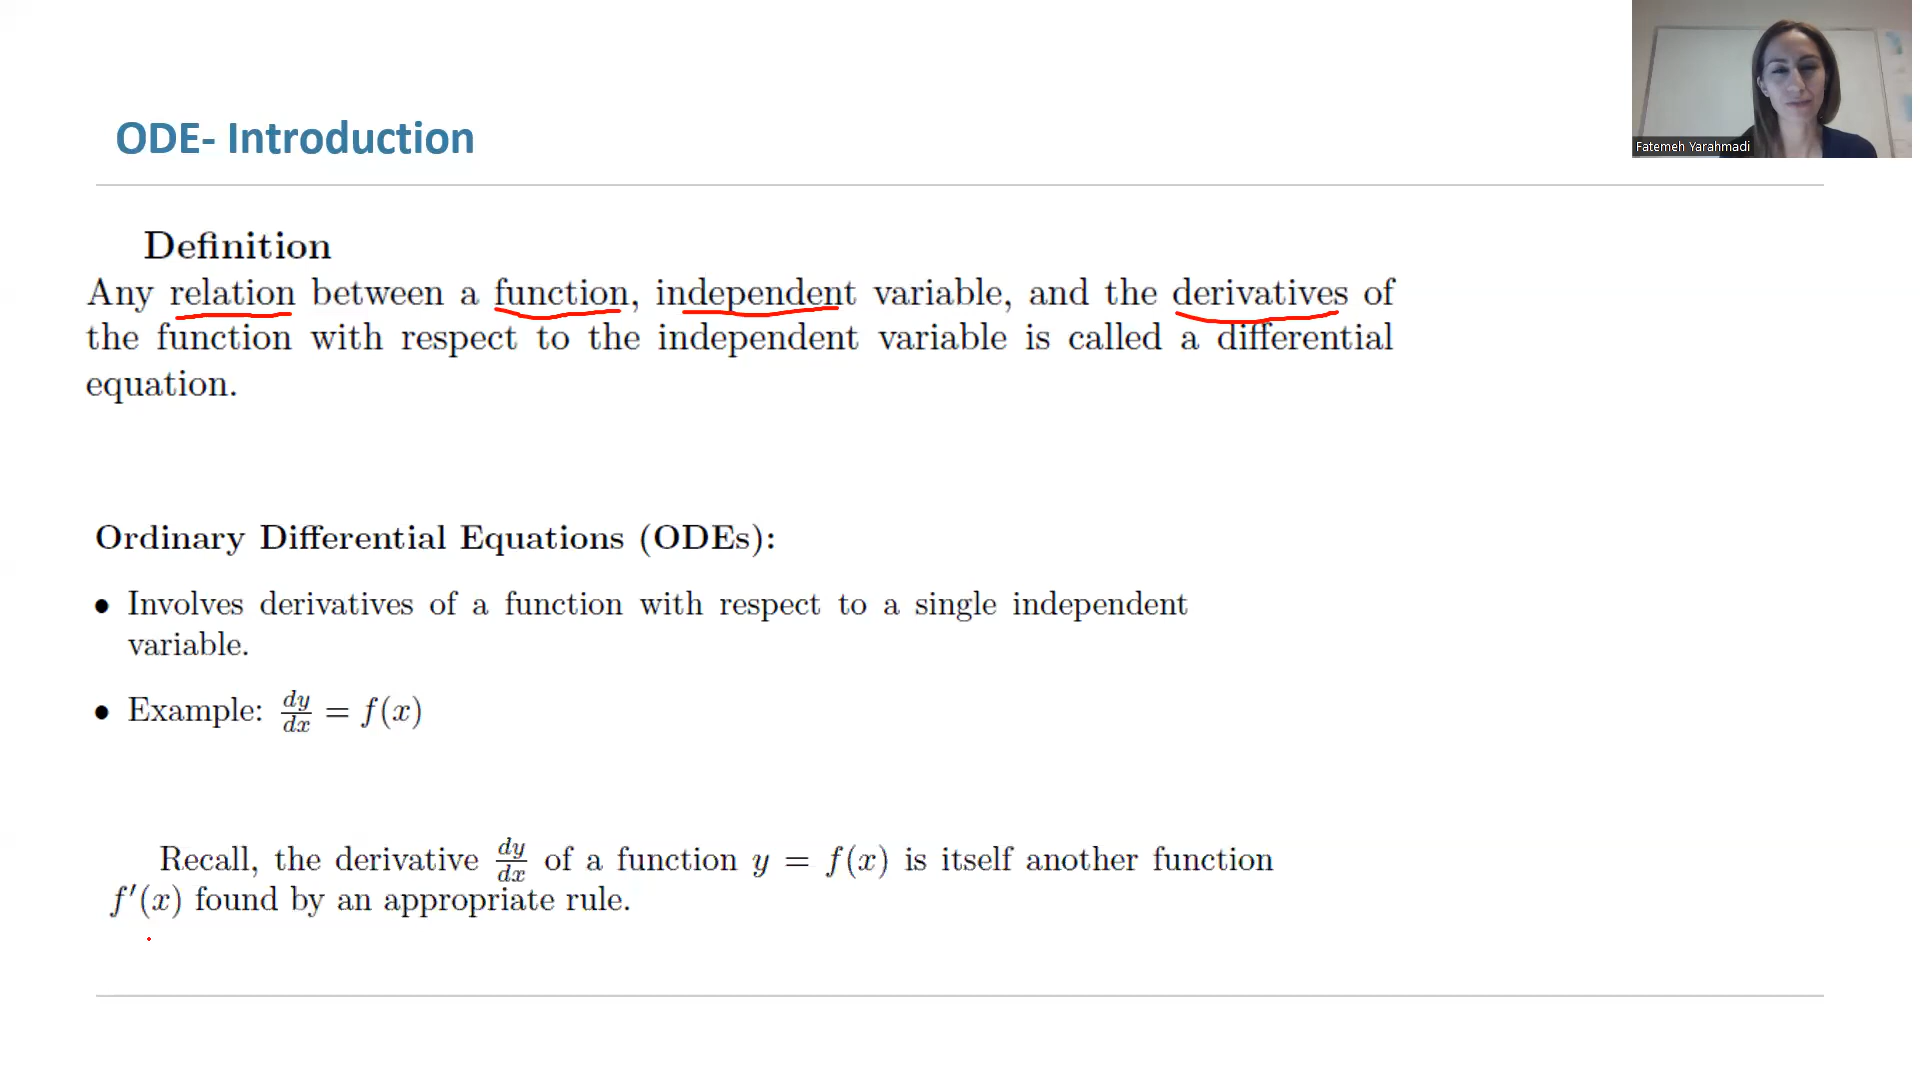 Fatemeh Yarahmadi
ODE- Introduction
Definition
Any relation between a function, independent variable, and the derivatives of
the function with respect to the independent variable is called a differential
equation.
Ordinary Differential Equations (ODEs):
• Involves derivatives of a function with respect to a single independent
variable.
• Example: dy/dx = f(x)
Recall, the derivative dy/dx of a function y = f(x) is itself another function
f′(x) found by an appropriate rule.